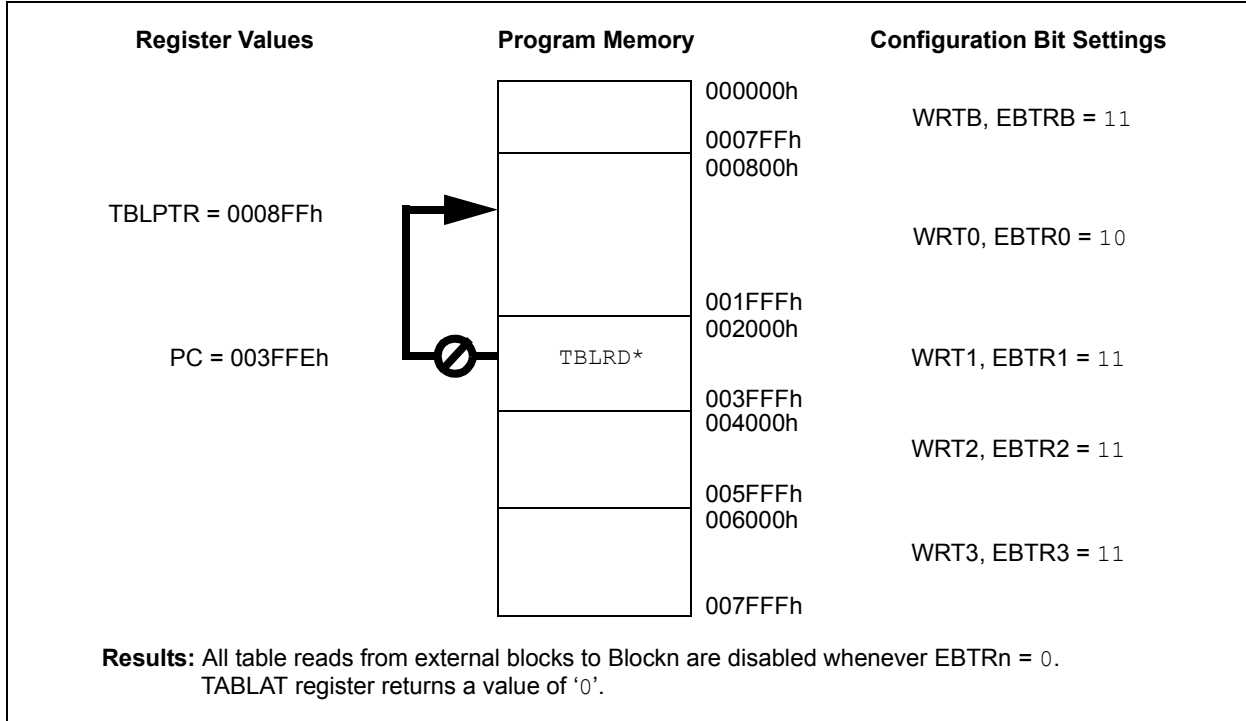 Register Values Program Memory Configuration Bit Settings
000000h
WRTB, EBTRB = 11
0007FFh
000800h
TBLPTR = 0008FFh
WRT0, EBTR0 = 10
001FFFh
002000h
PC = 003FFEh TBLRD* WRT1, EBTR1 = 11
003FFFh
004000h
WRT2, EBTR2 = 11
005FFFh
006000h
WRT3, EBTR3 = 11
007FFFh
Results: All table reads from external blocks to Blockn are disabled whenever EBTRn = 0.
TABLAT register returns a value of ‘0’.